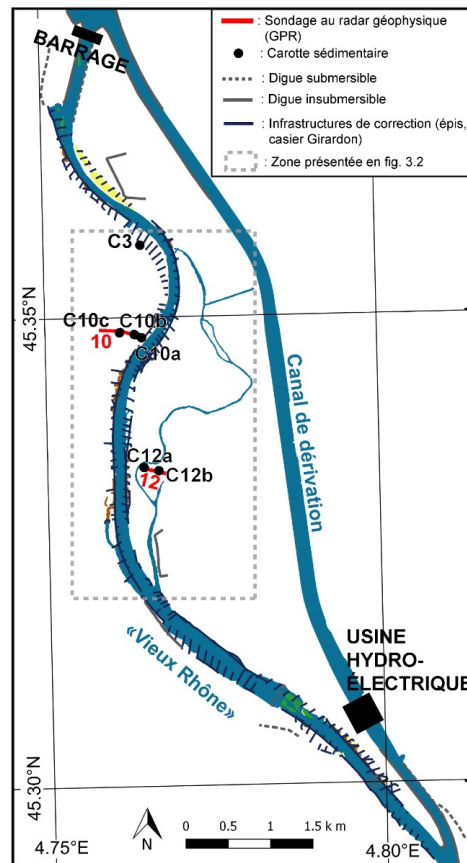 BARRAGE
: Sondage au radar géophysique
(GPR)
: Carotte sédimentaire
: Digue submersible
: Digue insubmersible
: Infrastructures de correction (épis,
casier Girardon)
: Zone présentée en fig. 3.2
C3
45.35°N
C10c
C10b
10
C10a
Canal de dérivation
C12a
12
C12b
«Vieux Rhône»
USINE
HYDRO-
ÉLECTRIQUE
45.30°N
N
0 0.5 1 1.5 km
4.75°E
4.80°E